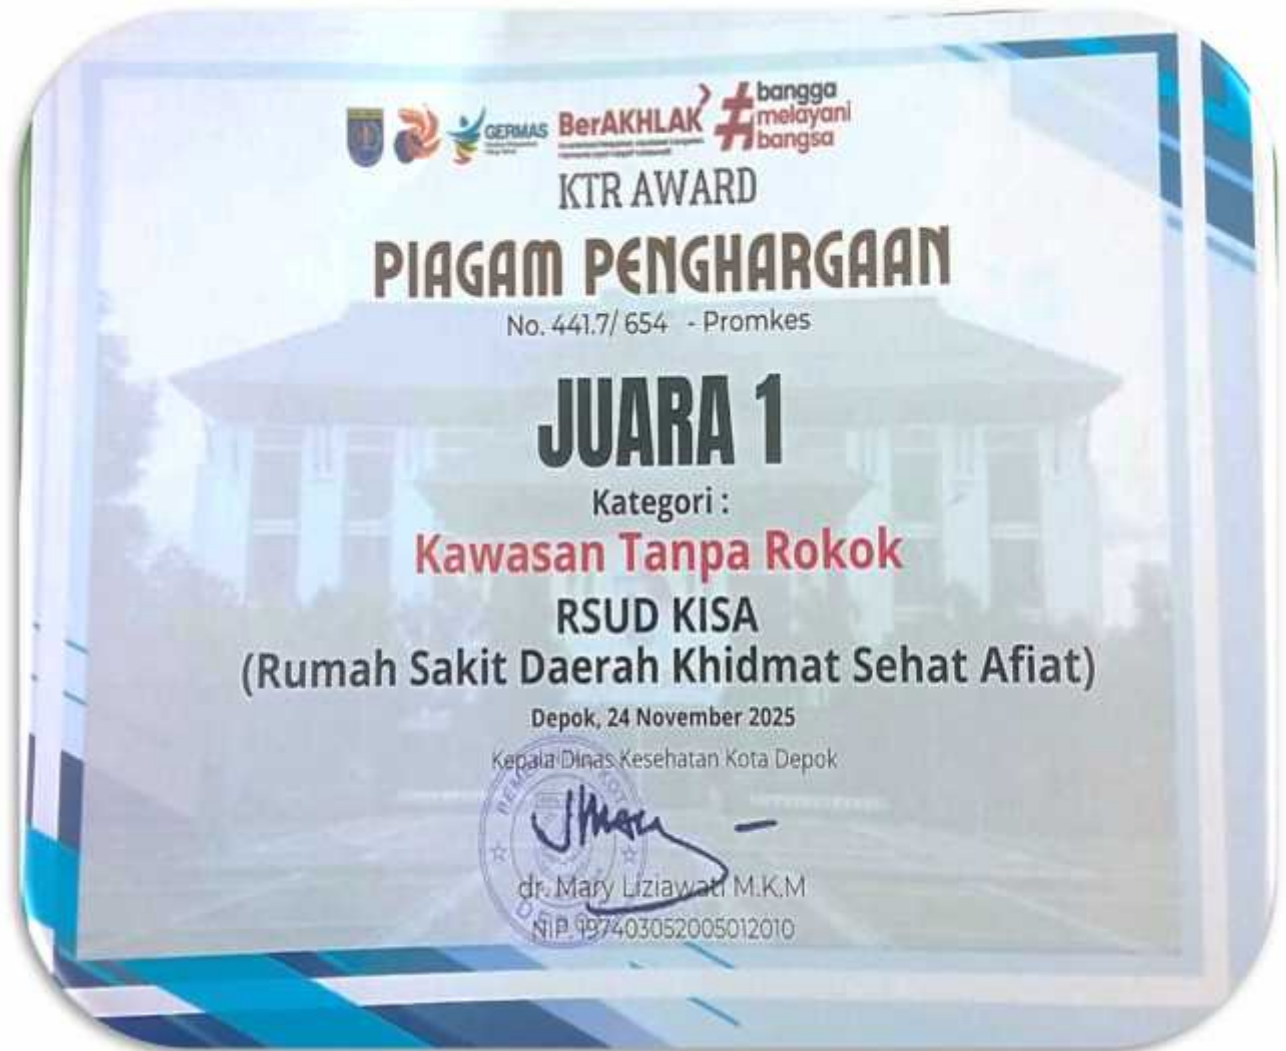 GERMAS
BerAKHLAK
#bangga
melayani
bangsa
KTR AWARD
PIAGAM PENGHARGAAN
No. 441.7/ 654 - Promkes
JUARA 1
Kategori :
Kawasan Tanpa Rokok
RSUD KISA
(Rumah Sakit Daerah Khidmat Sehat Afiat)
Depok, 24 November 2025
Kepala Dinas Kesehatan Kota Depok
dr. Mary Liziawati M.K.M
NIP. 197403052005012010